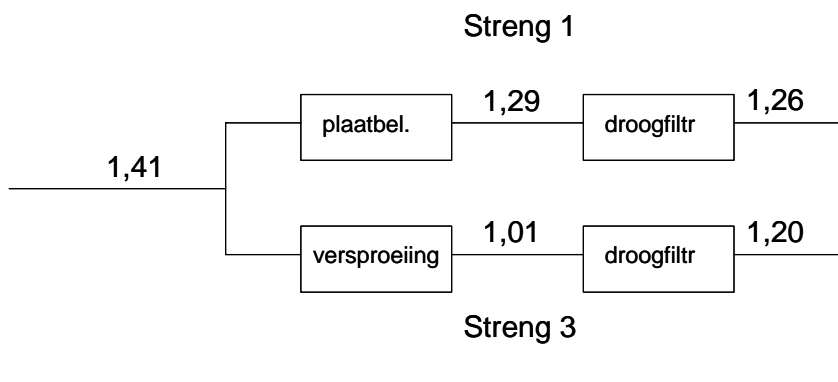 Streng 1
1,29
1,26
plaatbel.
droogfiltr
1,41
1,01
1,20
versproeiing
droogfiltr
Streng 3